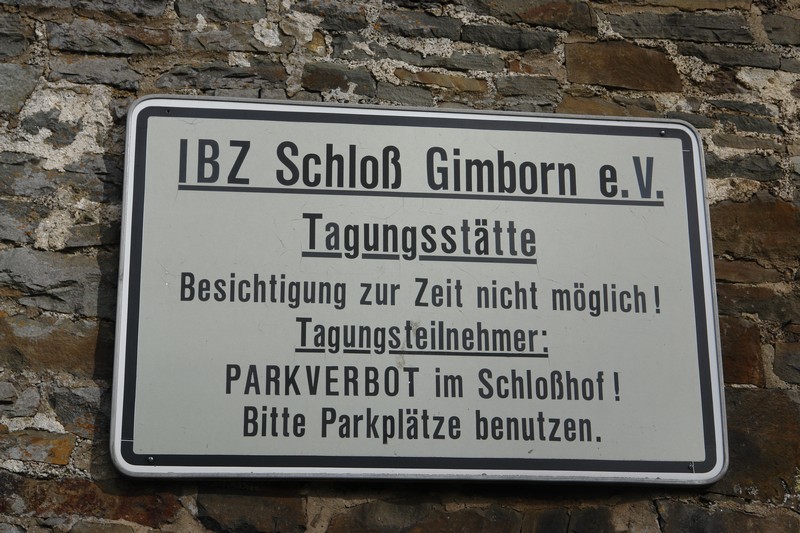 IBZ Schloß Gimborn e.V.
Tagungsstätte
Besichtigung zur Zeit nicht möglich!
Tagungsteilnehmer:
PARKVERBOT im Schloßhof!
Bitte Parkplätze benutzen.